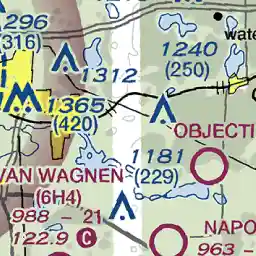 296
(316)
wate
1240
(250)
1312
1365
(420)
OBJECTI
1181
(229)
VAN WAGNEN
(6H4)
988 - 21
122.9 C
NAPO
963 -